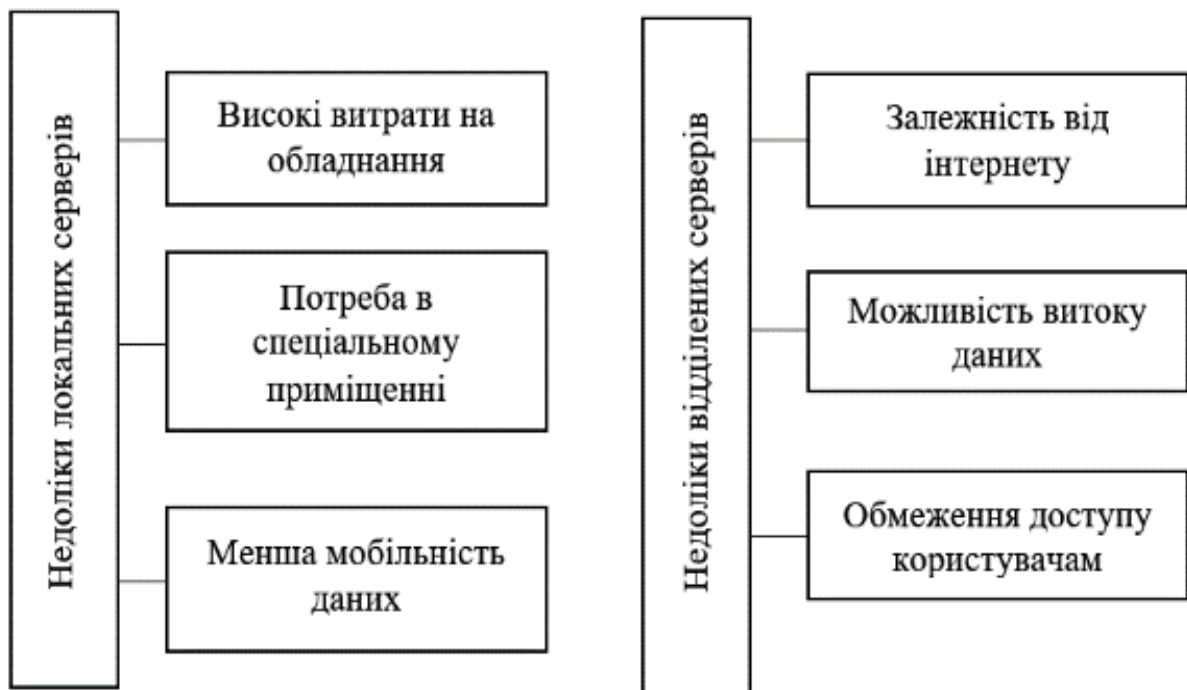 Недоліки локальних серверів
Високі витрати на
обладнання
Потреба в
спеціальному
приміщенні
Менша мобільність
даних
Недоліки відділених серверів
Залежність від
інтернету
Можливість витоку
даних
Обмеження доступу
користувачам